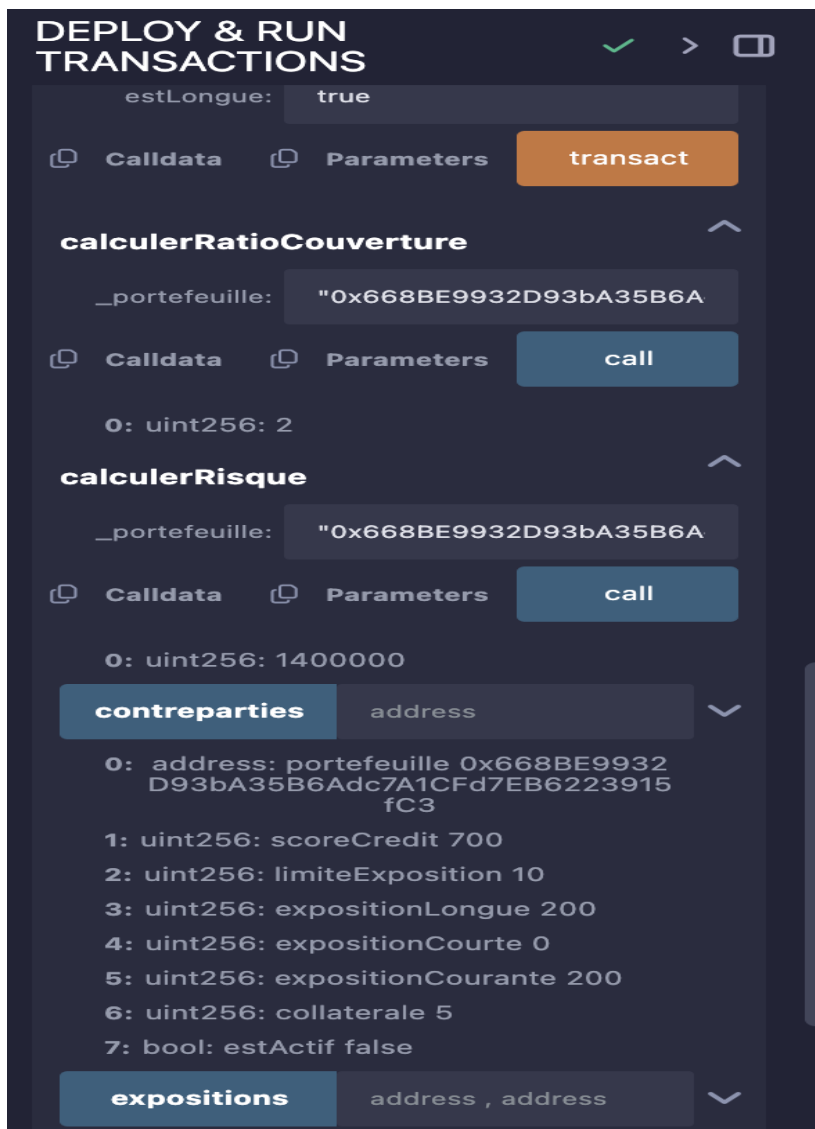 DEPLOY & RUN
TRANSACTIONS
estLongue: true
Calldata Parameters transact
calculerRatioCouverture
_portefeuille: "0x668BE9932D93bA35B6A
Calldata Parameters call
0: uint256: 2
calculerRisque
_portefeuille: "0x668BE9932D93bA35B6A
Calldata Parameters call
0: uint256: 1400000
contreparties address
0: address: portefeuille 0x668BE9932
D93bA35B6Adc7A1CFd7EB6223915
fC3
1: uint256: scoreCredit 700
2: uint256: limiteExposition 10
3: uint256: expositionLongue 200
4: uint256: expositionCourte 0
5: uint256: expositionCourante 200
6: uint256: collaterale 5
7: bool: estActif false
expositions address , address